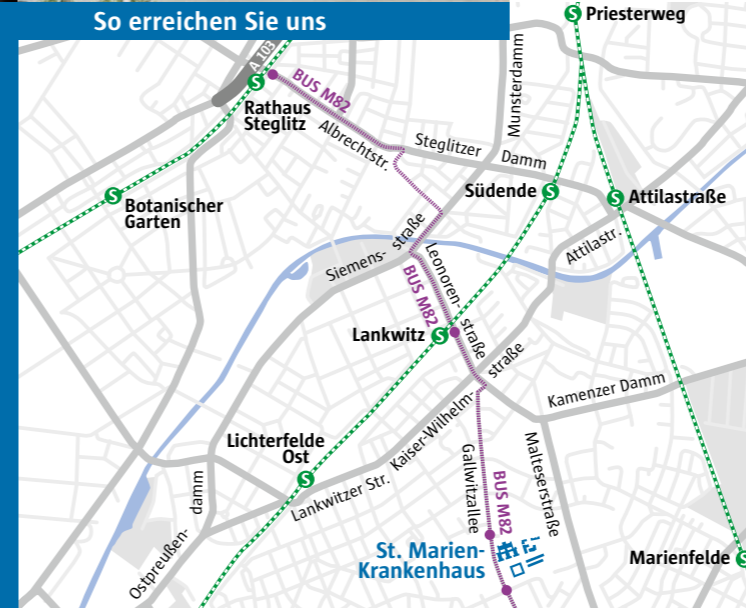 So erreichen Sie uns
Priesterweg
A 103
BUS M82
Munsterdamm
Rathaus
Steglitz
Albrechtstr.
Steglitzer Damm
Südende
Attilastraße
Botanischer
Garten
Attilastr.
Siemens-
straße
BUS M82
Leonoren-
straße
Lankwitz
straße
Kaiser-Wilhelm-
Kamenzer Damm
Lichterfelde
Ost
Lankwitzer Str.
Gallwitzallee
BUS M82
Malteserstraße
Ostpreußen-
damm
St. Marien-
Krankenhaus
Marienfelde
S
S
S
S
S
S
S
S